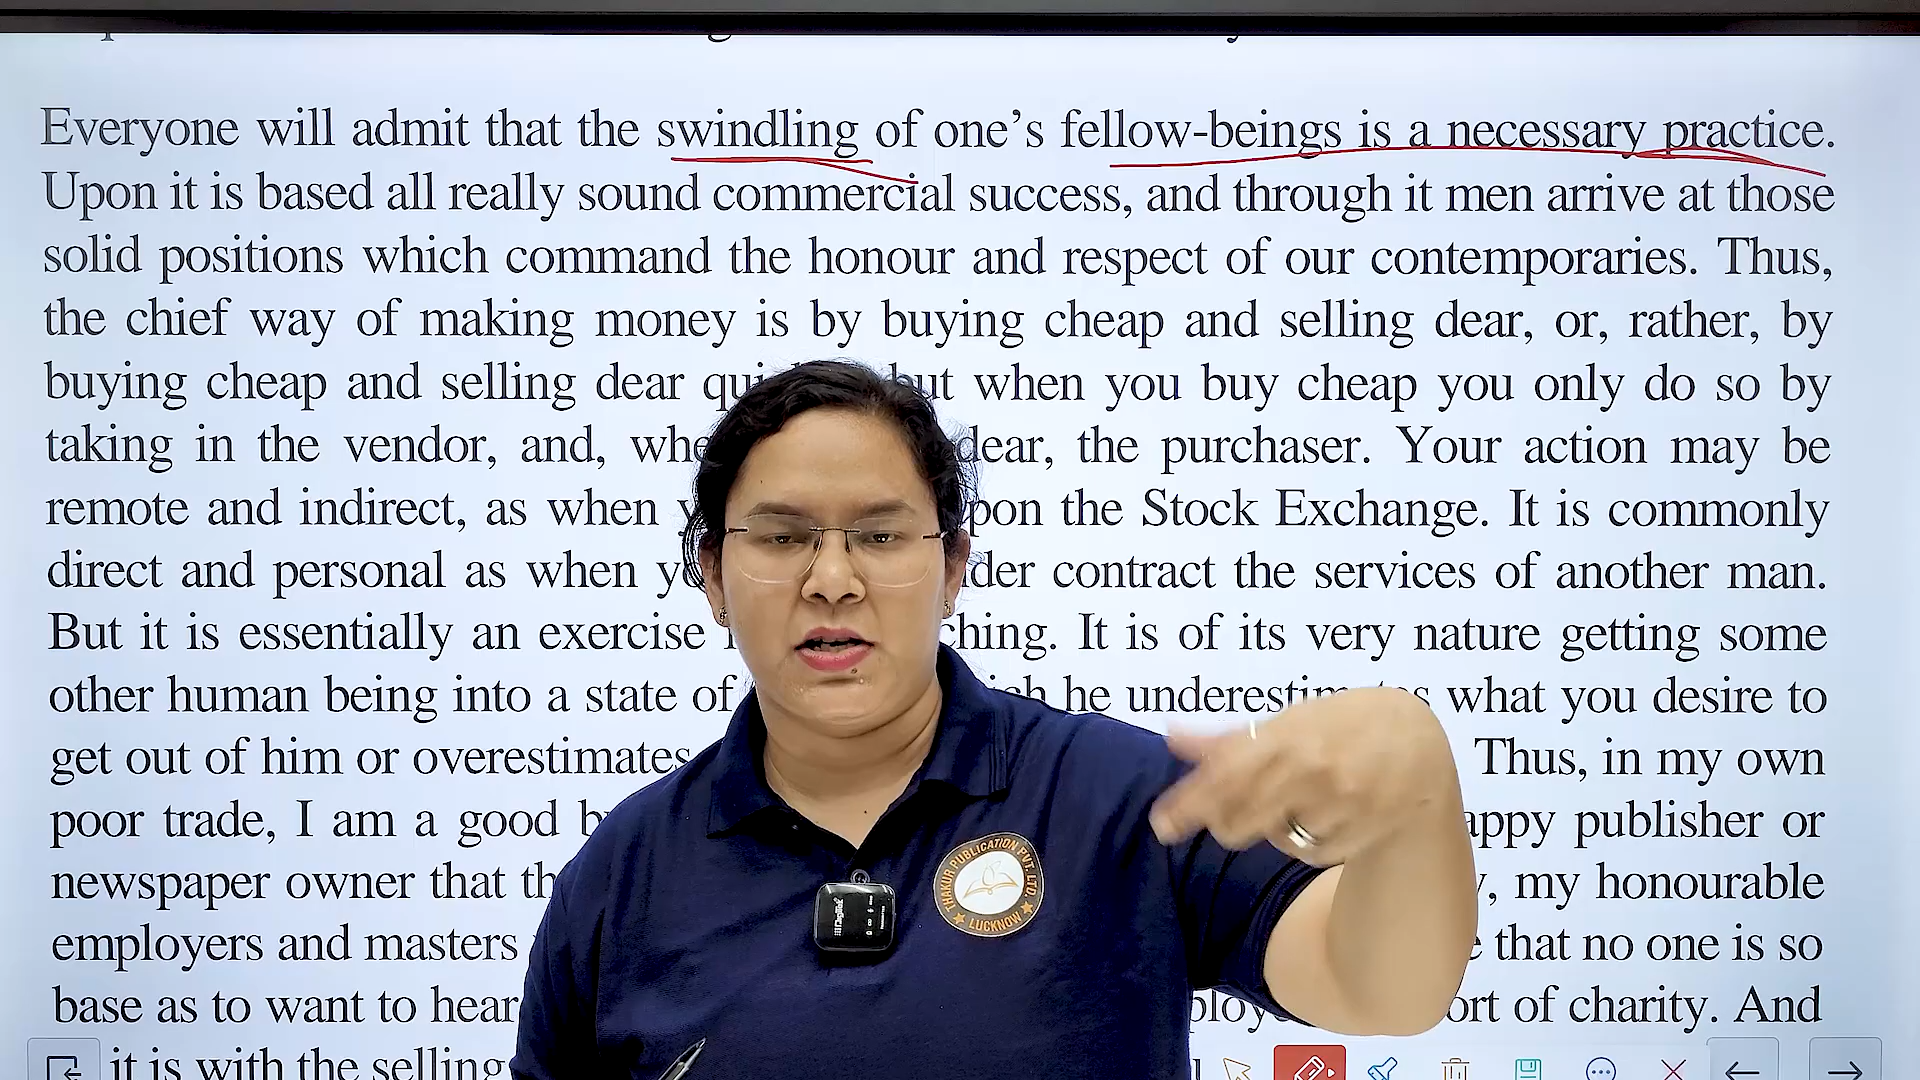 Everyone will admit that the swindling of one's fellow-beings is a necessary practice.
Upon it is based all really sound commercial success, and through it men arrive at those
solid positions which command the honour and respect of our contemporaries. Thus,
the chief way of making money is by buying cheap and selling dear, or, rather, by
buying cheap and selling dear but when you buy cheap you only do so by
taking in the vendor, and, dear, the purchaser. Your action may be
remote and indirect, as when upon the Stock Exchange. It is commonly
direct and personal as when contract the services of another man.
But it is essentially an exercise It is of its very nature getting some
other human being into a state of he underestimates what you desire to
get out of him or overestimates Thus, in my own
poor trade, I am a good publisher or
newspaper owner that my honourable
employers and masters that no one is so
base as to want to hear of charity. And
it is with the selling
THAKUR PUBLICATION PVT. LTD.
LUCKNOW